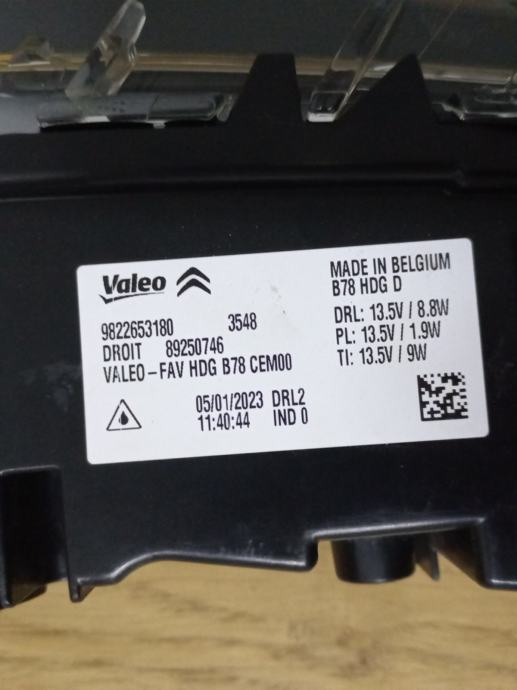 Valeo
9822653180 3548
DROIT 89250746
VALEO-FAV HDG B78 CEM00
05/01/2023 DRL2
11:40:44 IND 0
MADE IN BELGIUM
B78 HDG D
DRL: 13.5V / 8.8W
PL: 13.5V / 1.9W
TI: 13.5V / 9W